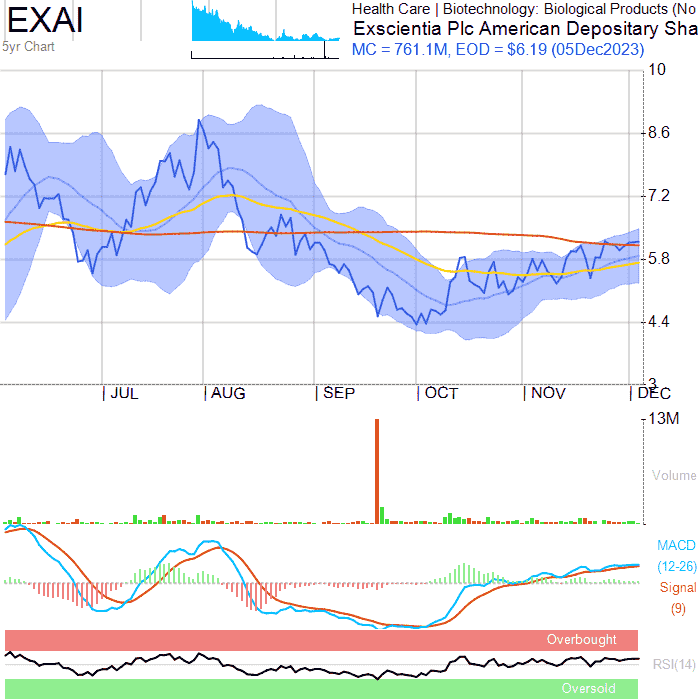 EXAI
5yr Chart
Health Care | Biotechnology: Biological Products (No
Exscientia Plc American Depositary Sha
MC = 761.1M, EOD = $6.19 (05Dec2023)
10
8.6
7.2
5.8
4.4
3
JUL AUG SEP OCT NOV DEC
13M
Volume
MACD
(12-26)
Signal
(9)
Overbought
RSI(14)
Oversold